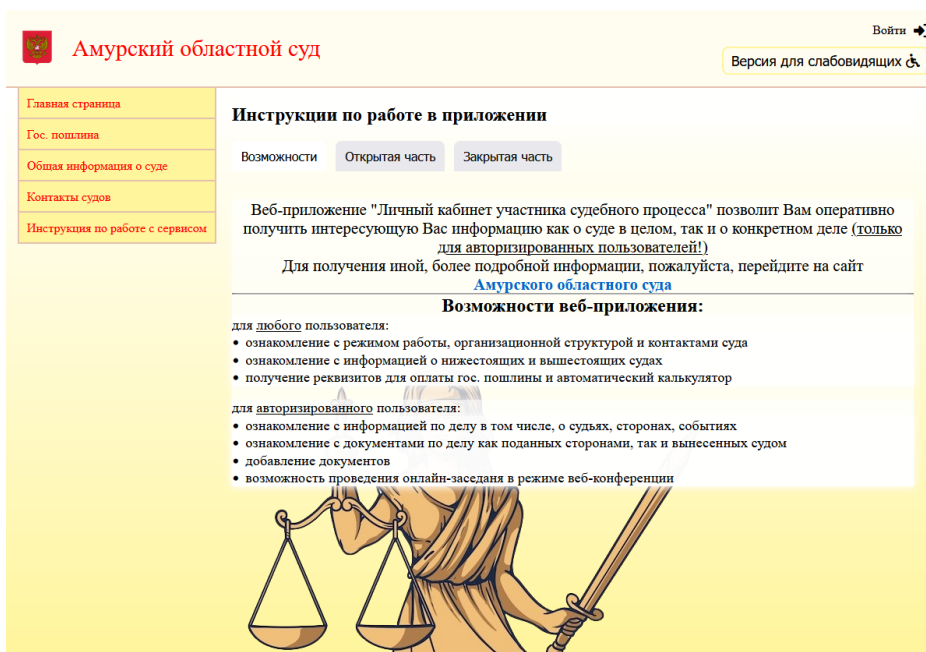 Войти
Амурский областной суд
Версия для слабовидящих
Главная страница
Гос. пошлина
Общая информация о суде
Контакты судов
Инструкция по работе с сервисом
Инструкции по работе в приложении
Возможности Открытая часть Закрытая часть
Веб-приложение "Личный кабинет участника судебного процесса" позволит Вам оперативно
получить интересующую Вас информацию как о суде в целом, так и о конкретном деле (только
для авторизированных пользователей!)
Для получения иной, более подробной информации, пожалуйста, перейдите на сайт
Амурского областного суда
Возможности веб-приложения:
для любого пользователя:
• ознакомление с режимом работы, организационной структурой и контактами суда
• ознакомление с информацией о нижестоящих и вышестоящих судах
• получение реквизитов для оплаты гос. пошлины и автоматический калькулятор
для авторизированного пользователя:
• ознакомление с информацией по делу в том числе, о судьях, сторонах, событиях
• ознакомление с документами по делу как поданных сторонами, так и вынесенных судом
• добавление документов
• возможность проведения онлайн-заседаня в режиме веб-конференции